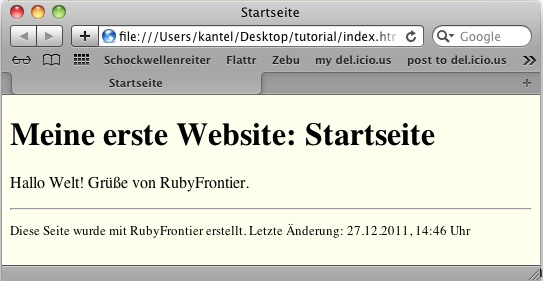 Startseite
file:///Users/kantel/Desktop/tutorial/index.htr
Google
Schockwellenreiter Flattr Zebu my del.icio.us post to del.icio.us
Startseite
Meine erste Website: Startseite
Hallo Welt! Grüße von RubyFrontier.
Diese Seite wurde mit RubyFrontier erstellt. Letzte Änderung: 27.12.2011, 14:46 Uhr